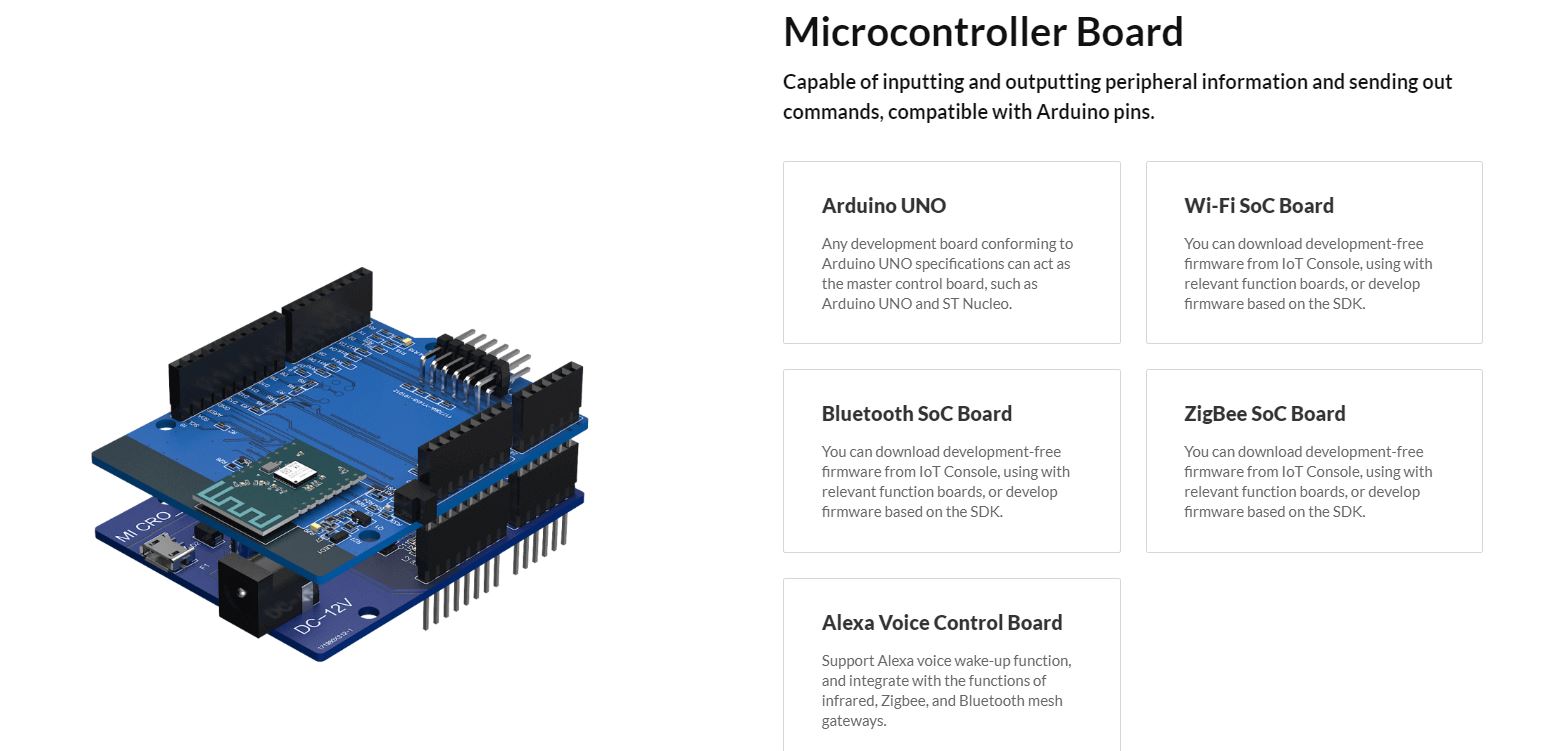 Microcontroller Board
Capable of inputting and outputting peripheral information and sending out
commands, compatible with Arduino pins.
Arduino UNO
Any development board conforming to
Arduino UNO specifications can act as
the master control board, such as
Arduino UNO and ST Nucleo.
Wi-Fi SoC Board
You can download development-free
firmware from IoT Console, using with
relevant function boards, or develop
firmware based on the SDK.
Bluetooth SoC Board
You can download development-free
firmware from IoT Console, using with
relevant function boards, or develop
firmware based on the SDK.
ZigBee SoC Board
You can download development-free
firmware from IoT Console, using with
relevant function boards, or develop
firmware based on the SDK.
Alexa Voice Control Board
Support Alexa voice wake-up function,
and integrate with the functions of
infrared, Zigbee, and Bluetooth mesh
gateways.
MICRO_
F1
DC-12V